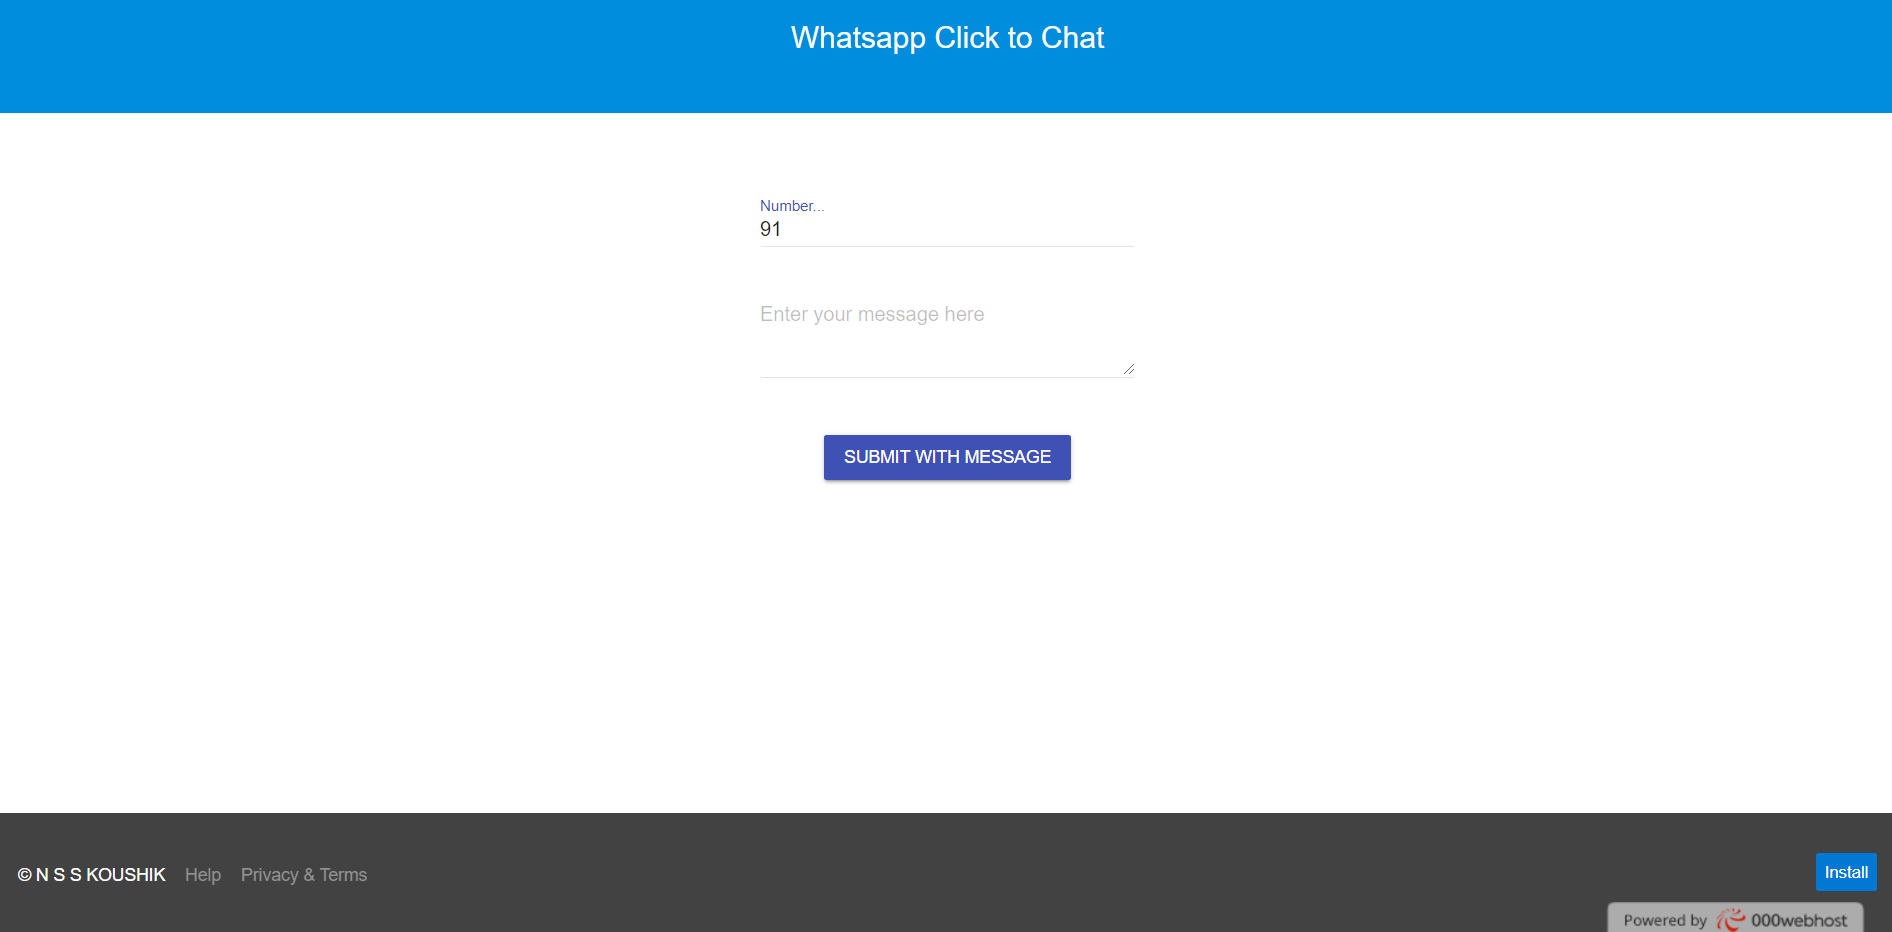 Whatsapp Click to Chat
Number...
91
Enter your message here
SUBMIT WITH MESSAGE
© N S S KOUSHIK Help Privacy & Terms
Install
Powered by 000webhost